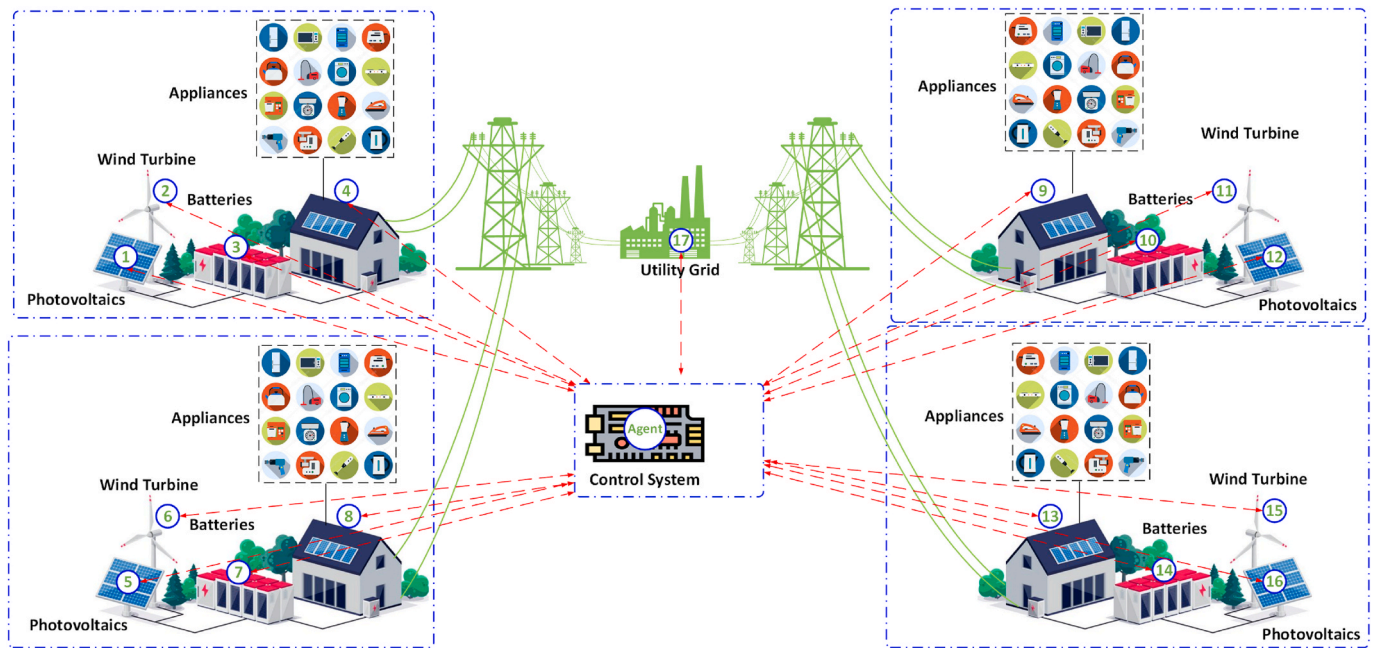 Appliances
Wind Turbine
2
Batteries
4
3
1
Photovoltaics
Appliances
Wind Turbine
9
Batteries
11
10
12
Photovoltaics
17
Utility Grid
Agent
Control System
Appliances
Wind Turbine
6
Batteries
8
7
5
Photovoltaics
Appliances
Wind Turbine
13
Batteries
15
14
16
Photovoltaics